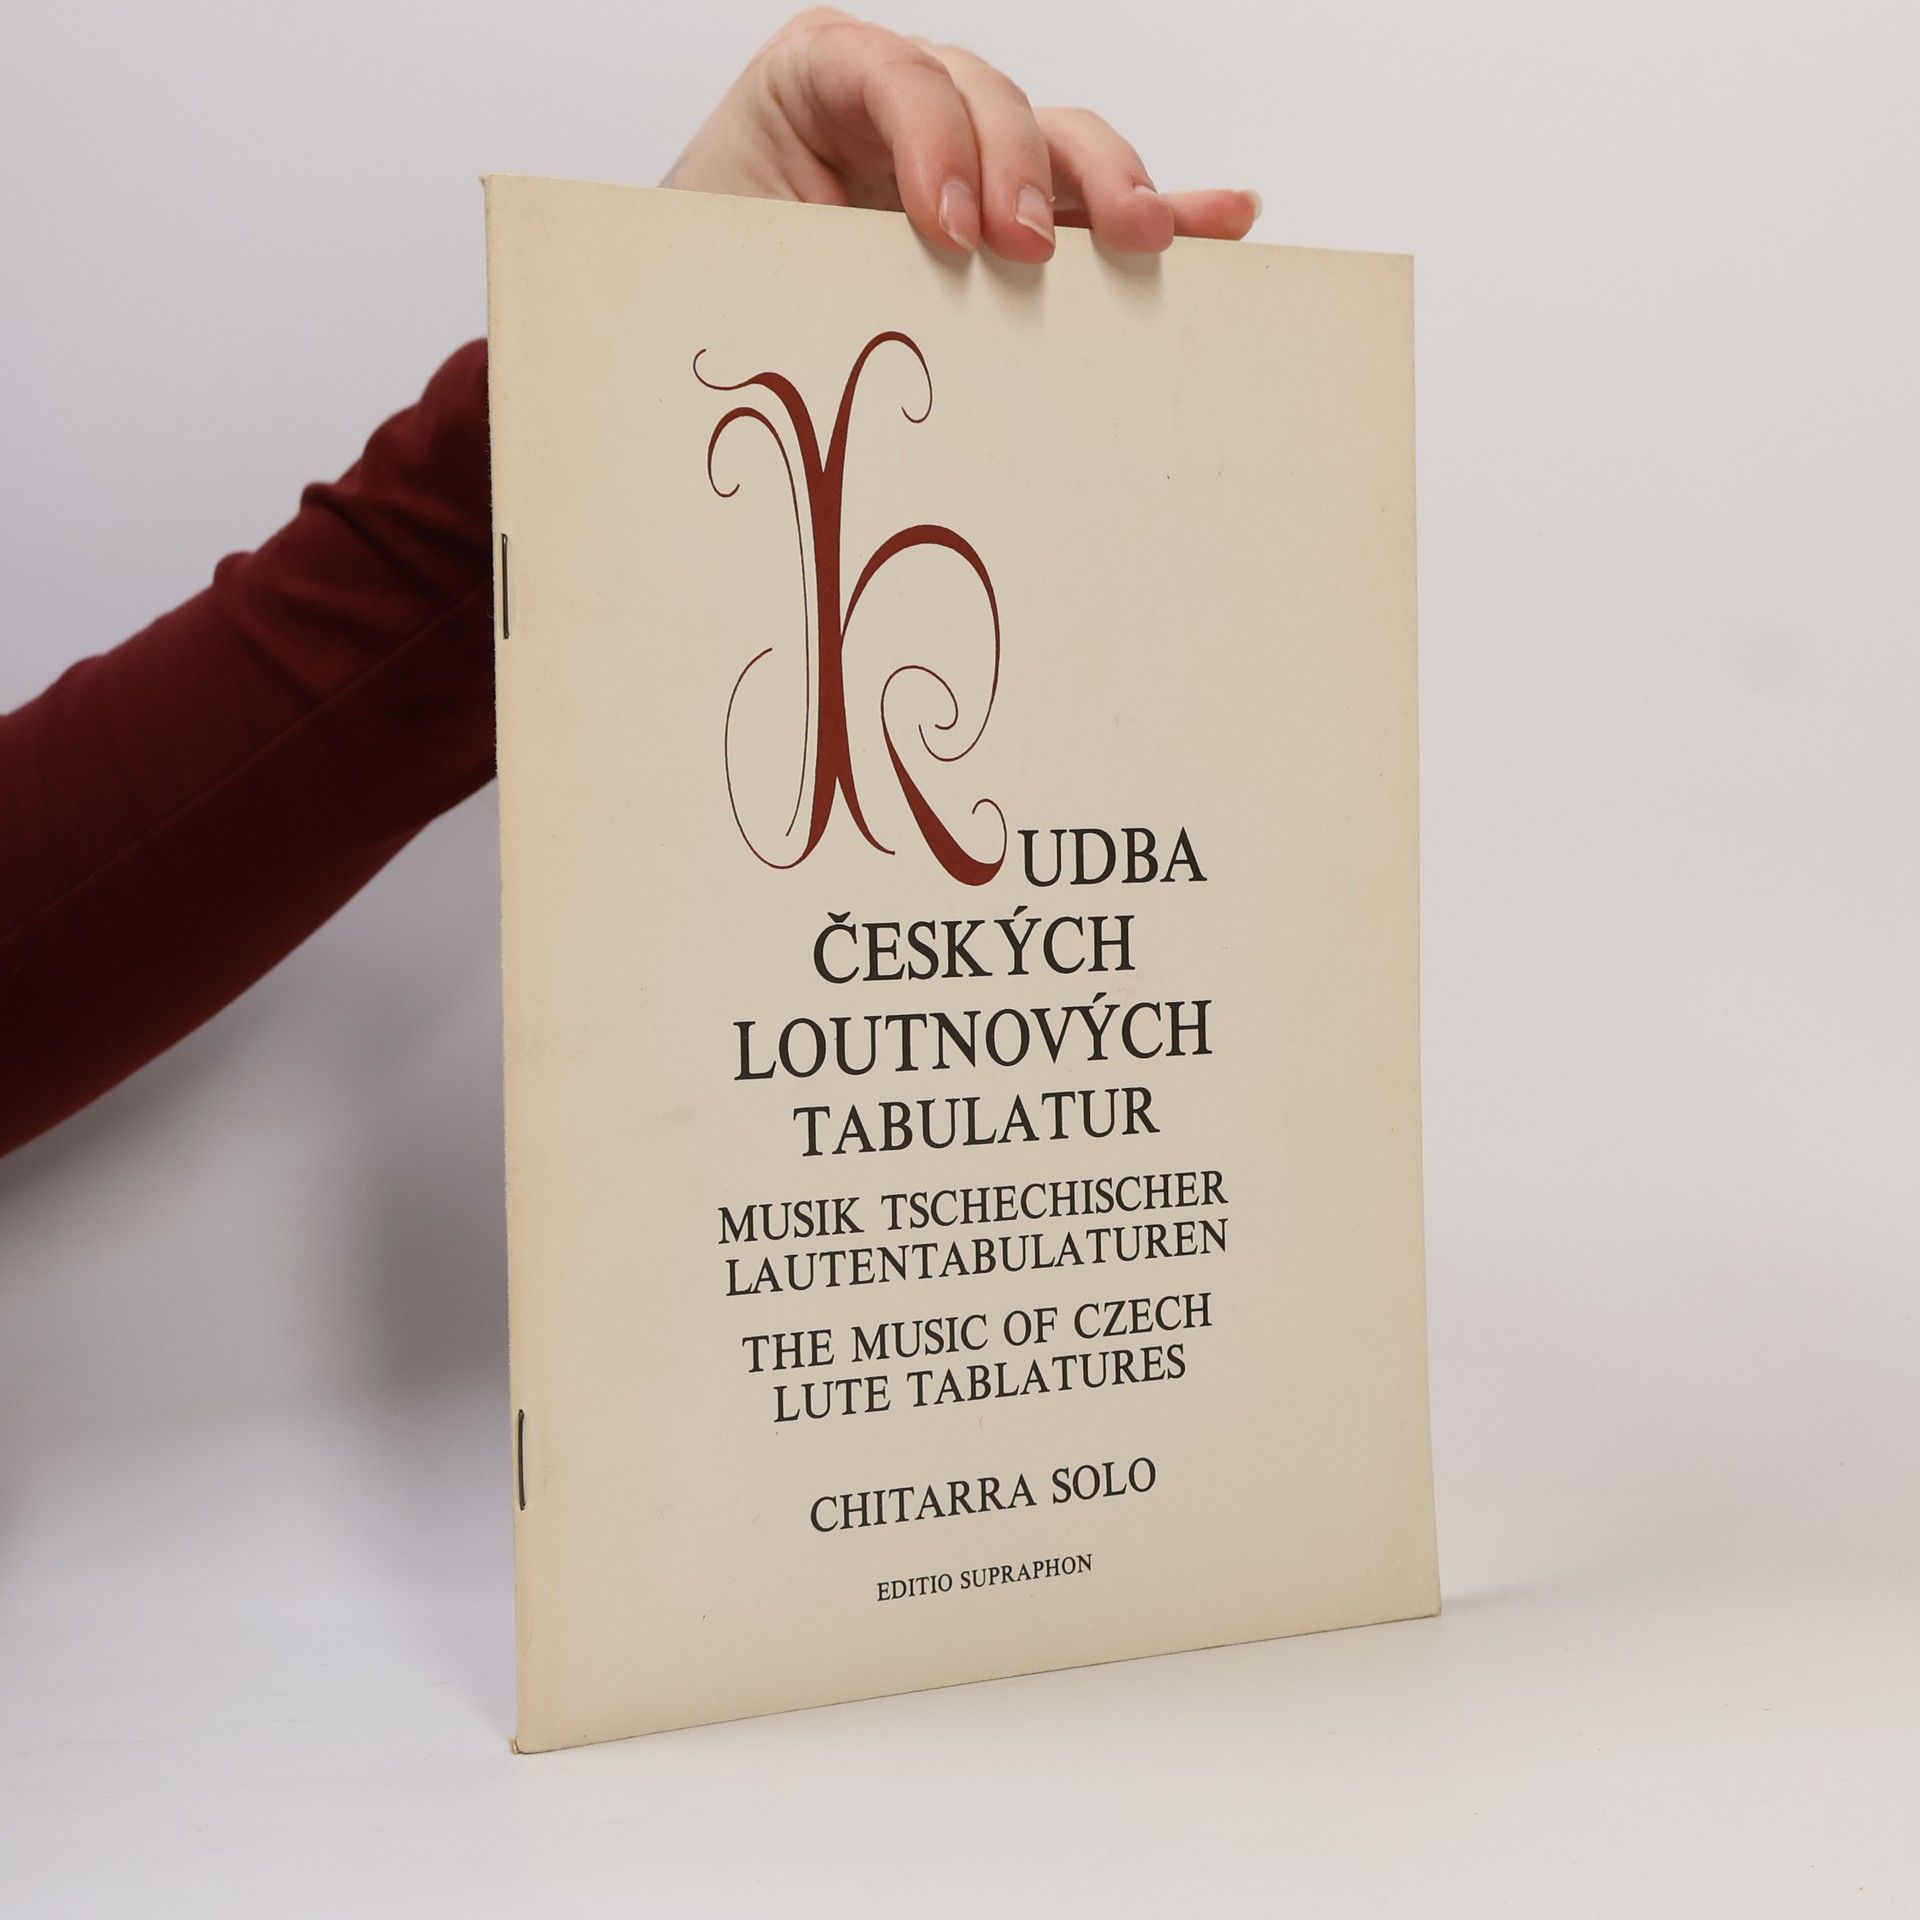 HUDBA
ČESKÝCH
LOUTNOVÝCH
TABULATUR
MUSIK TSCHECHISCHER
LAUTENTABULATUREN
THE MUSIC OF CZECH
LUTE TABLATURES
CHITARRA SOLO
EDITIO SUPRAPHON